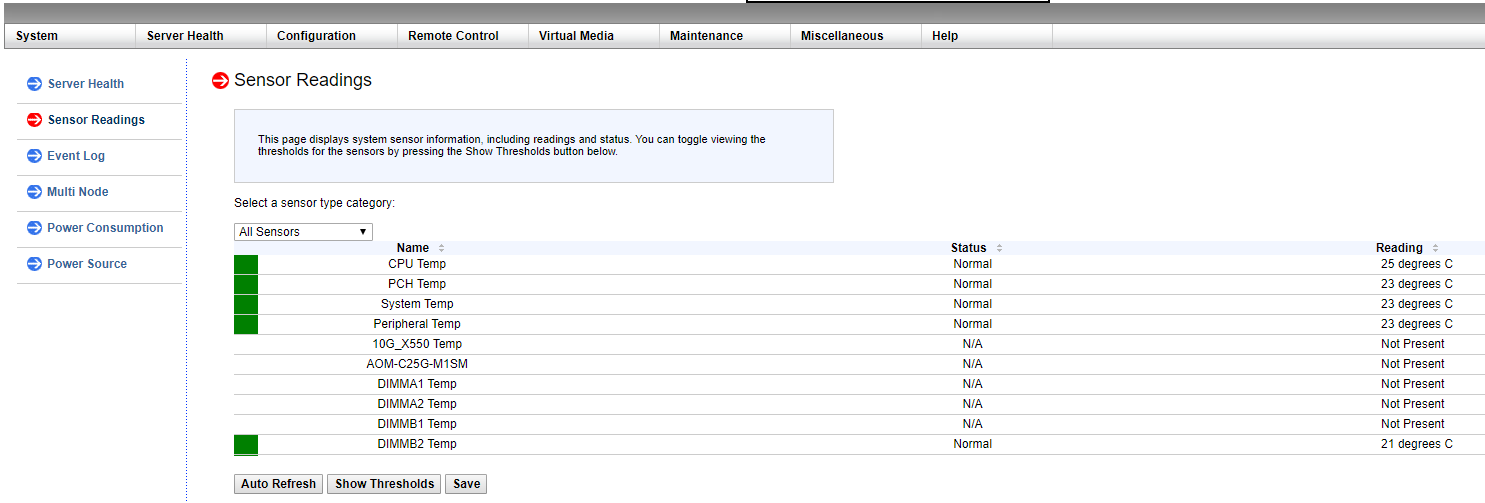 System Server Health Configuration Remote Control Virtual Media Maintenance Miscellaneous Help
Server Health
Sensor Readings
Event Log
Multi Node
Power Consumption
Power Source
Sensor Readings
This page displays system sensor information, including readings and status. You can toggle viewing the
thresholds for the sensors by pressing the Show Thresholds button below.
Select a sensor type category:
All Sensors
Name Status Reading
CPU Temp Normal 25 degrees C
PCH Temp Normal 23 degrees C
System Temp Normal 23 degrees C
Peripheral Temp Normal 23 degrees C
10G_X550 Temp N/A Not Present
AOM-C25G-M1SM N/A Not Present
DIMMA1 Temp N/A Not Present
DIMMA2 Temp N/A Not Present
DIMMB1 Temp N/A Not Present
DIMMB2 Temp Normal 21 degrees C
Auto Refresh Show Thresholds Save